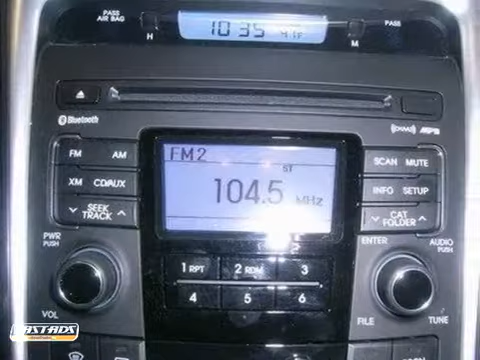 PASS AIR BAG
10:35
41F
PASS
H
M
Bluetooth
MP3
FM
AM
FM2
ST
104.5 MHz
SCAN
MUTE
XM
CD/AUX
INFO
SETUP
SEEK TRACK
CAT FOLDER
PWR PUSH
1 RPT
2 RDM
3
4
5
6
ENTER
AUDIO PUSH
VOL
FILE
TUNE